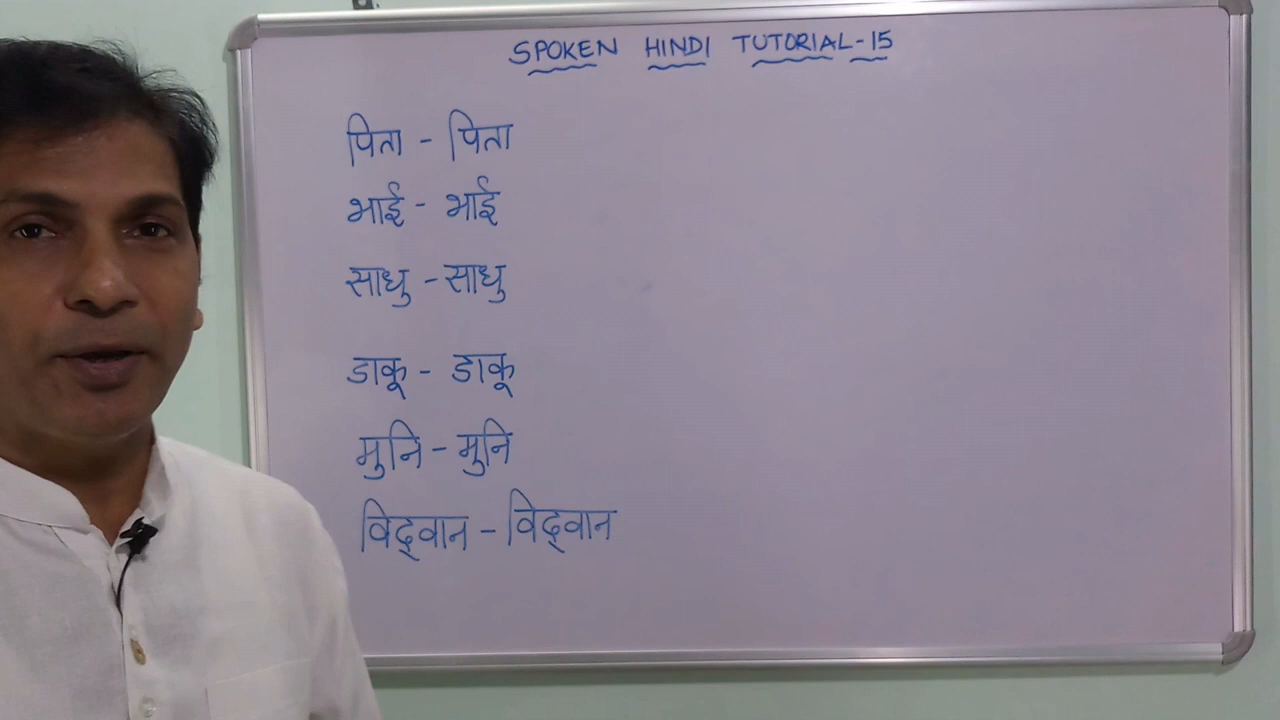 SPOKEN HINDI TUTORIAL-15
पिता - पिता
भाई - भाई
साधु - साधु
डाकू - डाकू
मुनि - मुनि
विद्‌वान - विद्‌वान